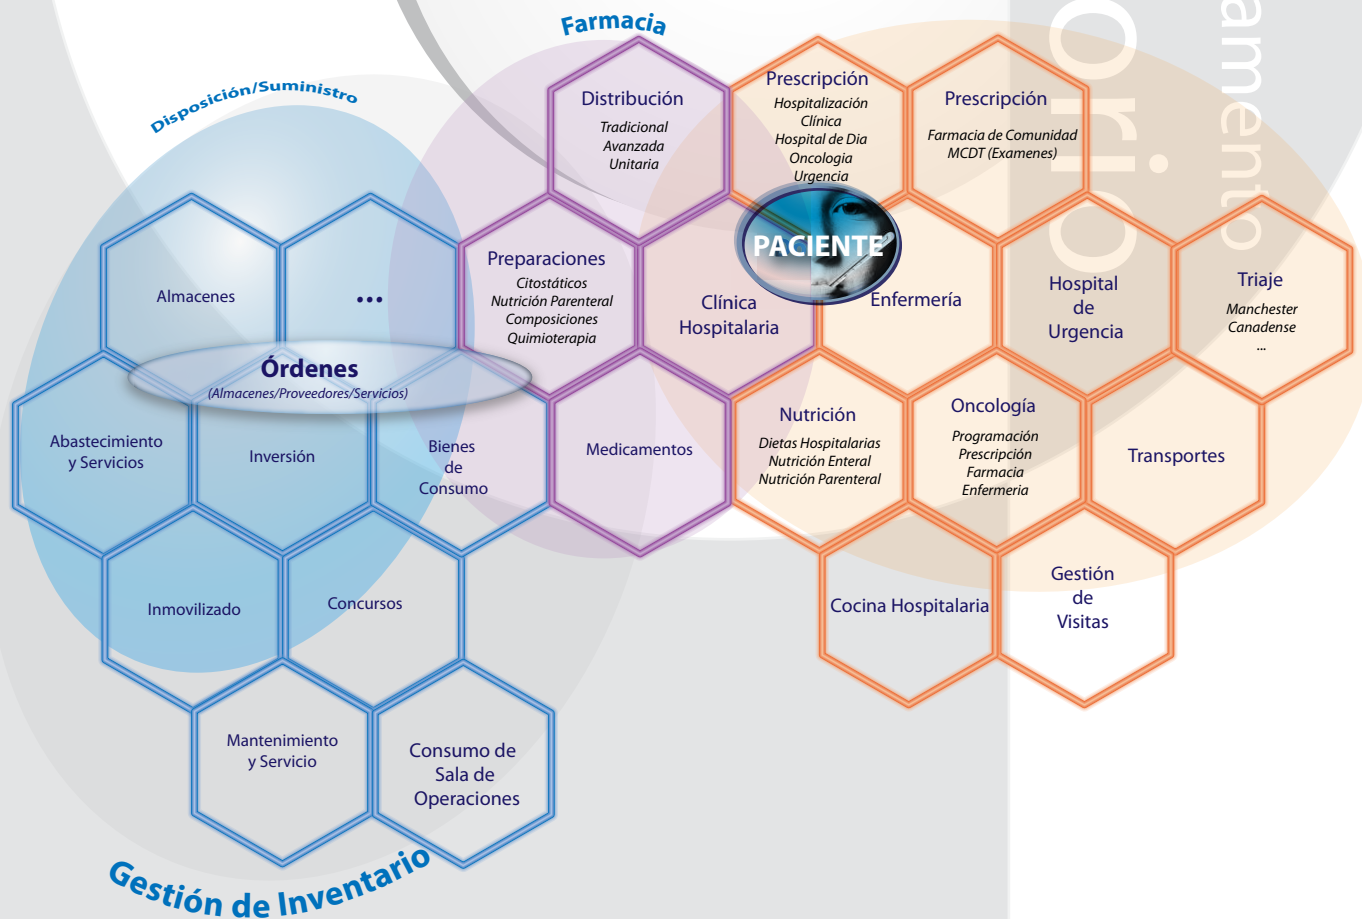 Farmacia
Disposición/Suministro
Distribución
Tradicional
Avanzada
Unitaria
Prescripción
Hospitalización
Clínica
Hospital de Dia
Oncologia
Urgencia
Prescripción
Farmacia de Comunidad
MCDT (Examenes)
orio
amento
PACIENTE
Almacenes
...
Preparaciones
Citostáticos
Nutrición Parenteral
Composiciones
Quimioterapia
Clínica
Hospitalaria
Enfermería
Hospital
de
Urgencia
Triaje
Manchester
Canadense
...
Órdenes
(Almacenes/Proveedores/Servicios)
Abastecimiento
y Servicios
Inversión
Bienes
de
Consumo
Medicamentos
Nutrición
Dietas Hospitalarias
Nutrición Enteral
Nutrición Parenteral
Oncología
Programación
Prescripción
Farmacia
Enfermeria
Transportes
Inmovilizado
Concursos
Cocina Hospitalaria
Gestión
de
Visitas
Mantenimiento
y Servicio
Consumo de
Sala de
Operaciones
Gestión de Inventario